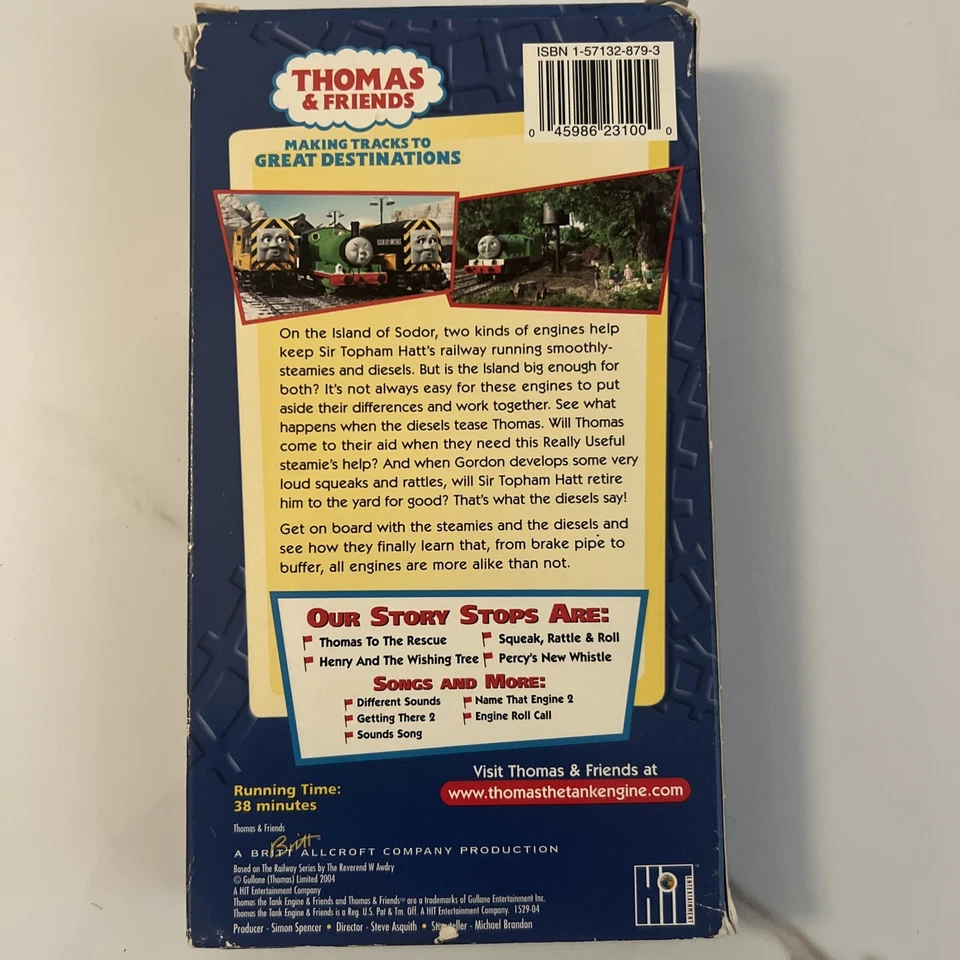 ISBN 1-57132-879-3
0 45986 23100 0
THOMAS
& FRIENDS
MAKING TRACKS TO
GREAT DESTINATIONS
On the Island of Sodor, two kinds of engines help
keep Sir Topham Hatt's railway running smoothly-
steamies and diesels. But is the Island big enough for
both? It's not always easy for these engines to put
aside their differences and work together. See what
happens when the diesels tease Thomas. Will Thomas
come to their aid when they need this Really Useful
steamie's help? And when Gordon develops some very
loud squeaks and rattles, will Sir Topham Hatt retire
him to the yard for good? That's what the diesels say!
Get on board with the steamies and the diesels and
see how they finally learn that, from brake pipe to
buffer, all engines are more alike than not.
OUR STORY STOPS ARE:
Thomas To The Rescue
Squeak, Rattle & Roll
Henry And The Wishing Tree
Percy's New Whistle
SONGS AND MORE:
Different Sounds
Name That Engine 2
Getting There 2
Engine Roll Call
Sounds Song
Visit Thomas & Friends at
www.thomasthetankengine.com
Running Time:
38 minutes
Thomas & Friends
Britt
A BRITT ALLCROFT COMPANY PRODUCTION
Based on The Railway Series by The Reverend W Awdry
© Gullane (Thomas) Limited 2004
A HIT Entertainment Company
Thomas the Tank Engine & Friends and Thomas & Friends™ are a trademarks of Gullane Entertainment Inc.
Thomas the Tank Engine & Friends is a Reg. U.S. Pat & Tm. Off. A HIT Entertainment Company. 1529-04
Producer - Simon Spencer • Director - Steve Asquith • Storyteller - Michael Brandon
HiT
ENTERTAINMENT